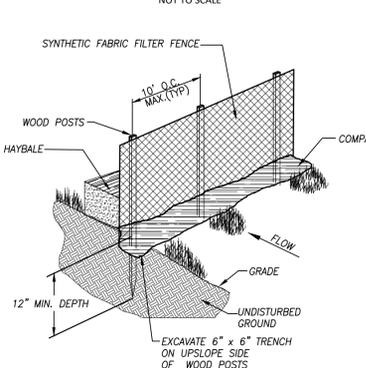 NOT TO SCALE
SYNTHETIC FABRIC FILTER FENCE
10' O.C.
MAX.(TYP)
WOOD POSTS
HAYBALE
FLOW
GRADE
12" MIN. DEPTH
UNDISTURBED
GROUND
EXCAVATE 6" x 6" TRENCH
ON UPSLOPE SIDE
OF WOOD POSTS